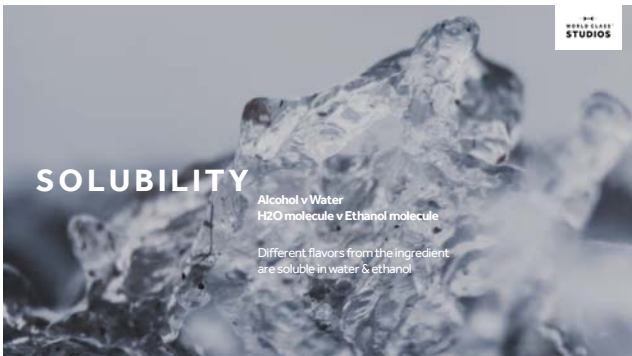 WORLD CLASS
STUDIOS
SOLUBILITY
Alcohol v Water
H2O molecule v Ethanol molecule
Different flavors from the ingredient
are soluble in water & ethanol